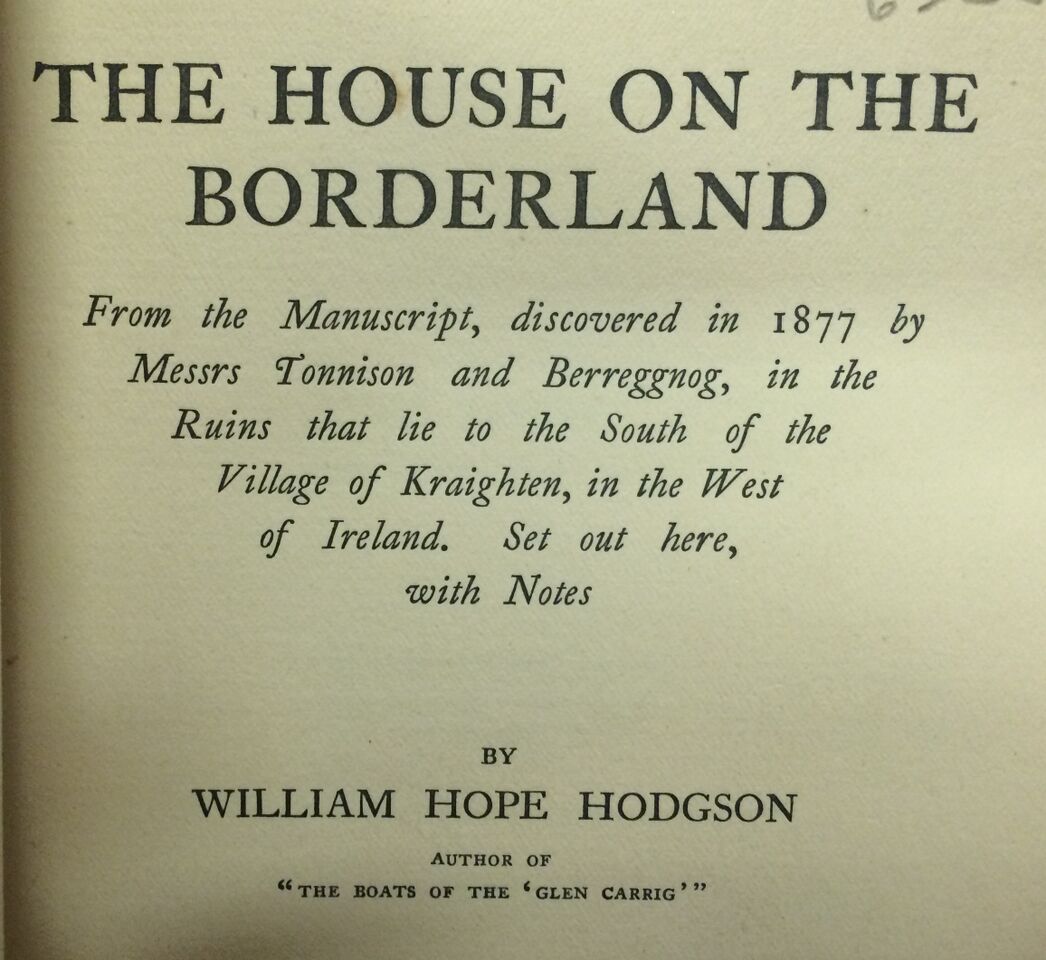 THE HOUSE ON THE
BORDERLAND
From the Manuscript, discovered in 1877 by
Messrs Tonnison and Berreggnog, in the
Ruins that lie to the South of the
Village of Kraighten, in the West
of Ireland. Set out here,
with Notes
BY
WILLIAM HOPE HODGSON
AUTHOR OF
“THE BOATS OF THE ‘GLEN CARRIG’”